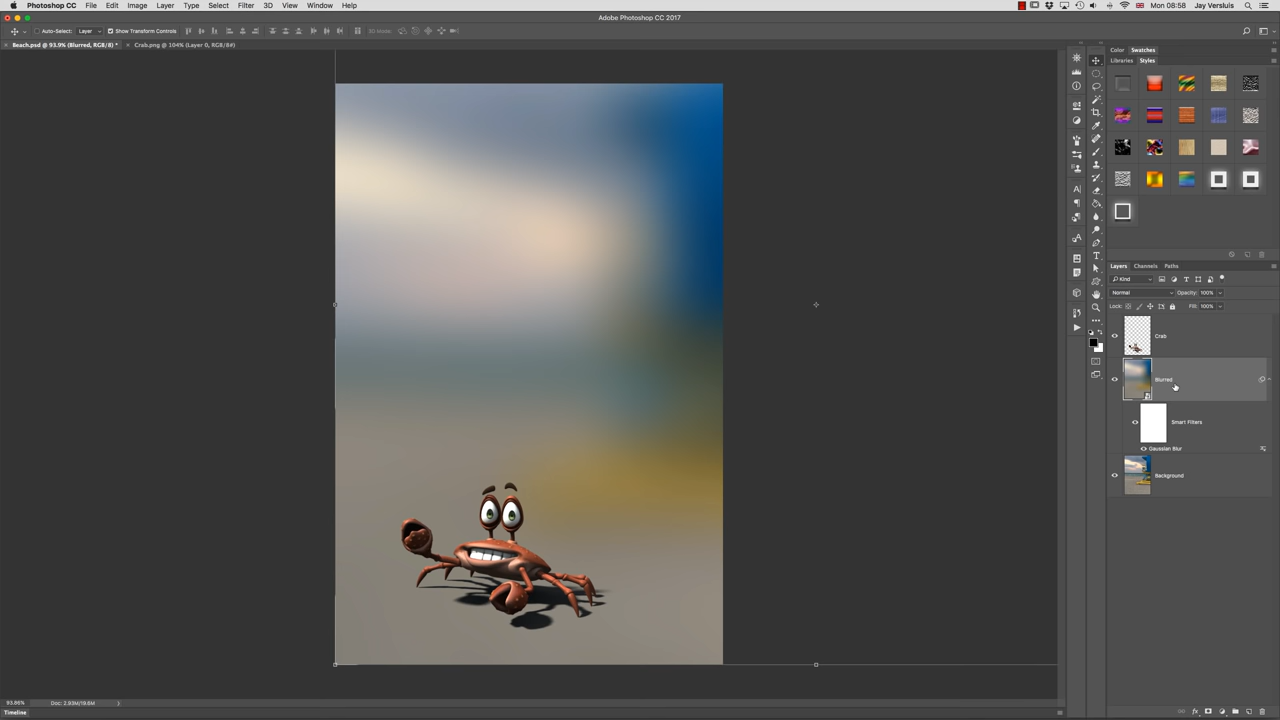 Photoshop CC File Edit Image Layer Type Select Filter 3D View Window Help
Mon 08:58 Jay Versluis
Adobe Photoshop CC 2017
Auto-Select: Layer Show Transform Controls 3D Mode:
Beach.psd @ 93.9% (Blurred, RGB/8) * Crab.png @ 104% (Layer 0, RGB/8#)
Color Swatches
Libraries Styles
Layers Channels Paths
Kind
Normal Opacity: 100%
Lock: Fill: 100%
Crab
Blurred
Smart Filters
Gaussian Blur
Background
93.86% Doc: 2.93M/19.6M
Timeline